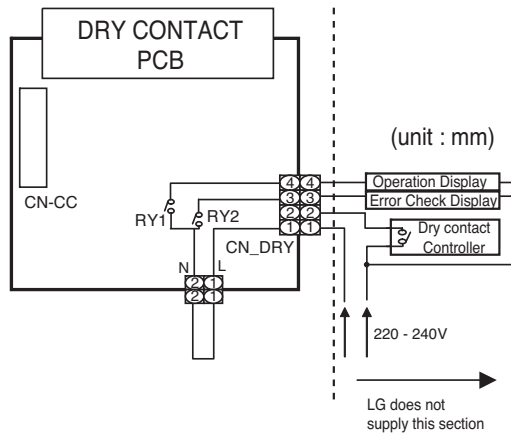 DRY CONTACT
PCB
(unit : mm)
CN-CC
RY1
RY2
CN_DRY
4 4
3 3
2 2
1 1
Operation Display
Error Check Display
Dry contact
Controller
N
L
2 1
2 1
220 - 240V
LG does not
supply this section